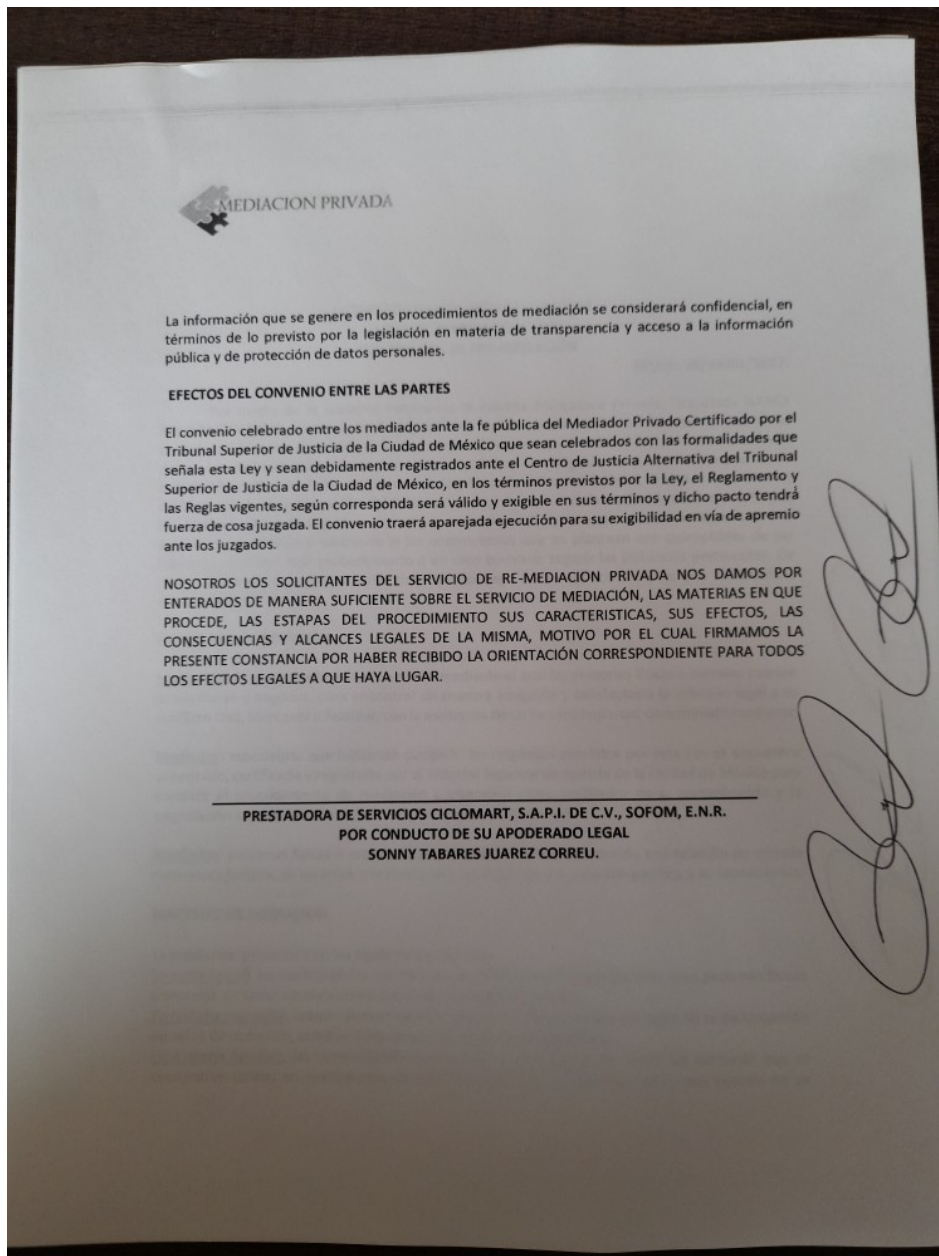 MEDIACION PRIVADA
La información que se genere en los procedimientos de mediación se considerará confidencial, en
términos de lo previsto por la legislación en materia de transparencia y acceso a la información
pública y de protección de datos personales.
EFECTOS DEL CONVENIO ENTRE LAS PARTES
El convenio celebrado entre los mediados ante la fe pública del Mediador Privado Certificado por el
Tribunal Superior de Justicia de la Ciudad de México que sean celebrados con las formalidades que
señala esta Ley y sean debidamente registrados ante el Centro de Justicia Alternativa del Tribunal
Superior de Justicia de la Ciudad de México, en los términos previstos por la Ley, el Reglamento y
las Reglas vigentes, según corresponda será válido y exigible en sus términos y dicho pacto tendrá
fuerza de cosa juzgada. El convenio traerá aparejada ejecución para su exigibilidad en vía de apremio
ante los juzgados.
NOSOTROS LOS SOLICITANTES DEL SERVICIO DE RE-MEDIACION PRIVADA NOS DAMOS POR
ENTERADOS DE MANERA SUFICIENTE SOBRE EL SERVICIO DE MEDIACIÓN, LAS MATERIAS EN QUE
PROCEDE, LAS ETAPAS DEL PROCEDIMIENTO SUS CARACTERISTICAS, SUS EFECTOS, LAS
CONSECUENCIAS Y ALCANCES LEGALES DE LA MISMA, MOTIVO POR EL CUAL FIRMAMOS LA
PRESENTE CONSTANCIA POR HABER RECIBIDO LA ORIENTACIÓN CORRESPONDIENTE PARA TODOS
LOS EFECTOS LEGALES A QUE HAYA LUGAR.
PRESTADORA DE SERVICIOS CICLOMART, S.A.P.I. DE C.V., SOFOM, E.N.R.
POR CONDUCTO DE SU APODERADO LEGAL
SONNY TABARES JUAREZ CORREU.